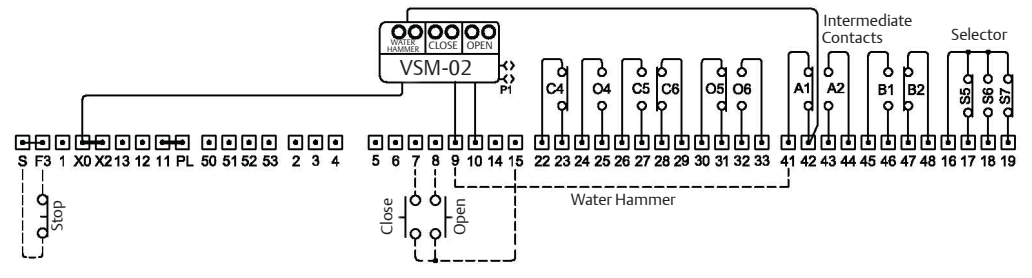 WATER HAMMER
CLOSE
OPEN
VSM-02
P1
Intermediate
Contacts
Selector
C4
O4
C5
C6
O5
O6
A1
A2
B1
B2
S5
S6
S7
S F3 1 X0 X2 13 12 11 PL 50 51 52 53 2 3 4 5 6 7 8 9 10 14 15 22 23 24 25 26 27 28 29 30 31 32 33 41 42 43 44 45 46 47 48 16 17 18 19
Water Hammer
Stop
Close
Open